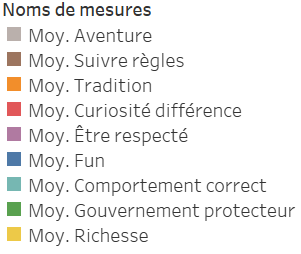 Noms de mesures
Moy. Aventure
Moy. Suivre règles
Moy. Tradition
Moy. Curiosité différence
Moy. Être respecté
Moy. Fun
Moy. Comportement correct
Moy. Gouvernement protecteur
Moy. Richesse